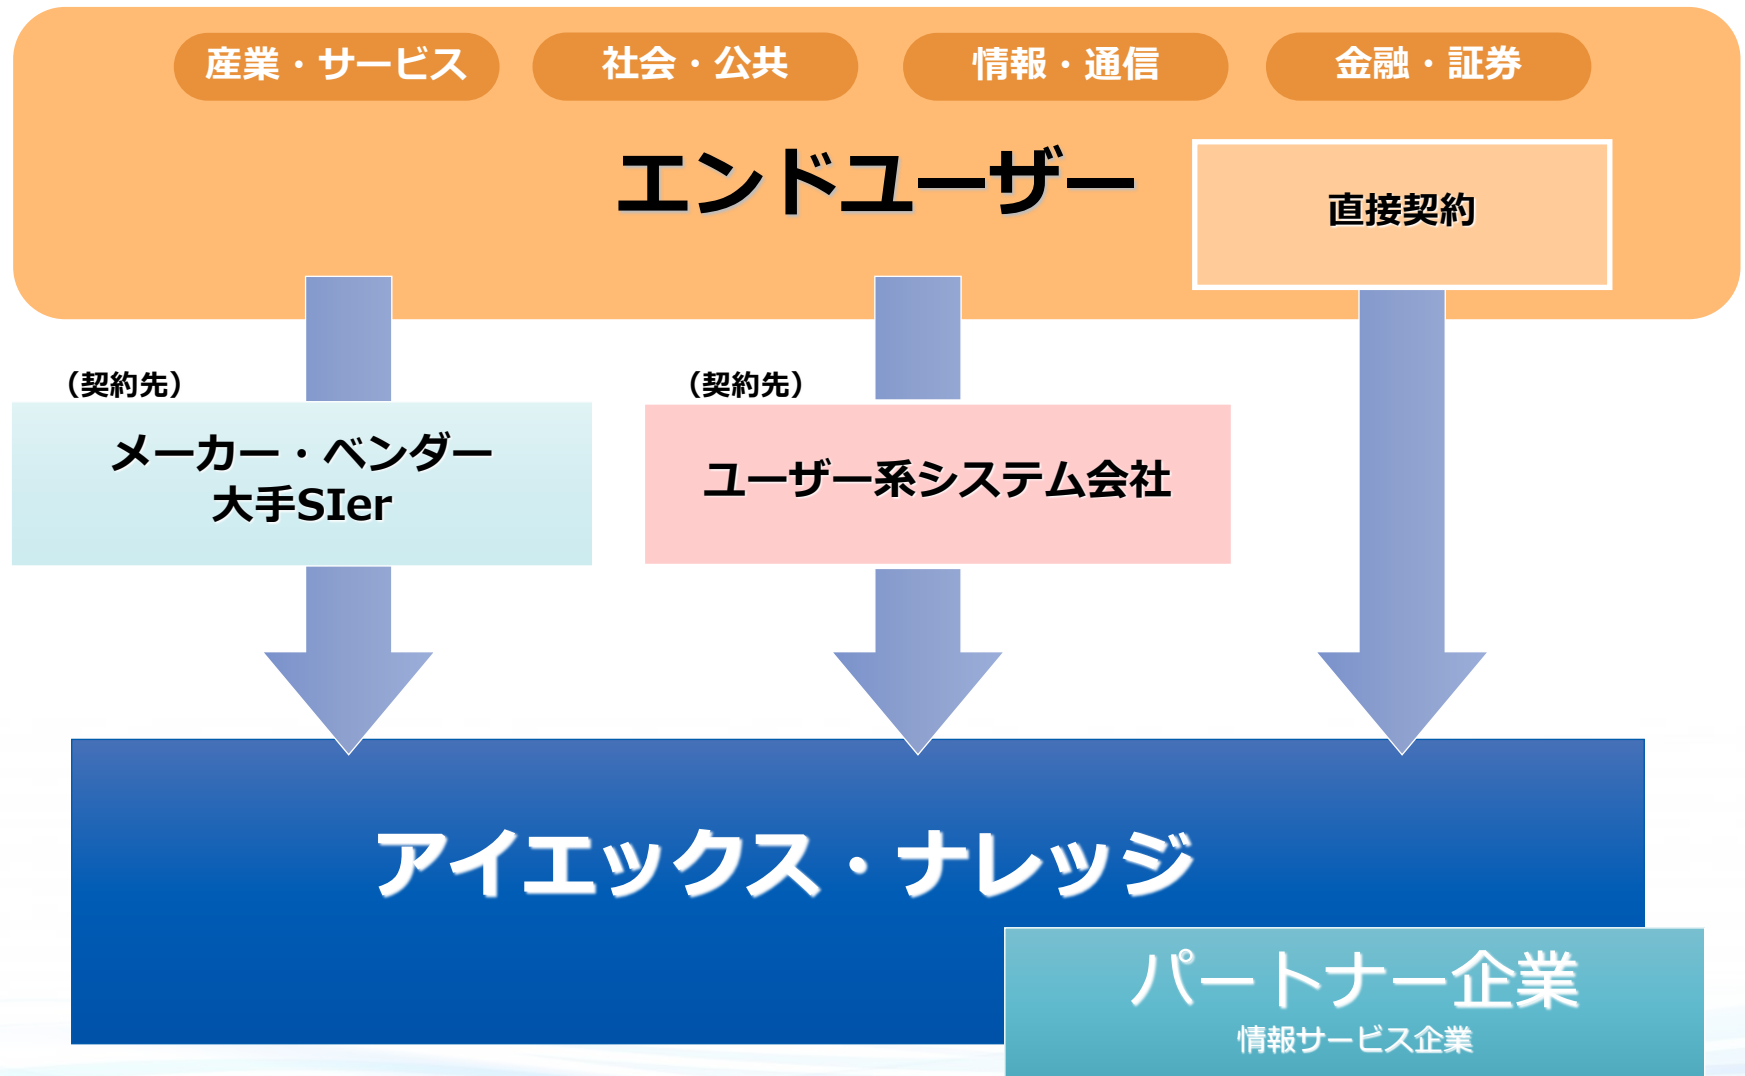 産業・サービス
社会・公共
情報・通信
金融・証券
エンドユーザー
直接契約
（契約先）
（契約先）
メーカー・ベンダー
大手SIer
ユーザー系システム会社
アイエックス・ナレッジ
パートナー企業
情報サービス企業